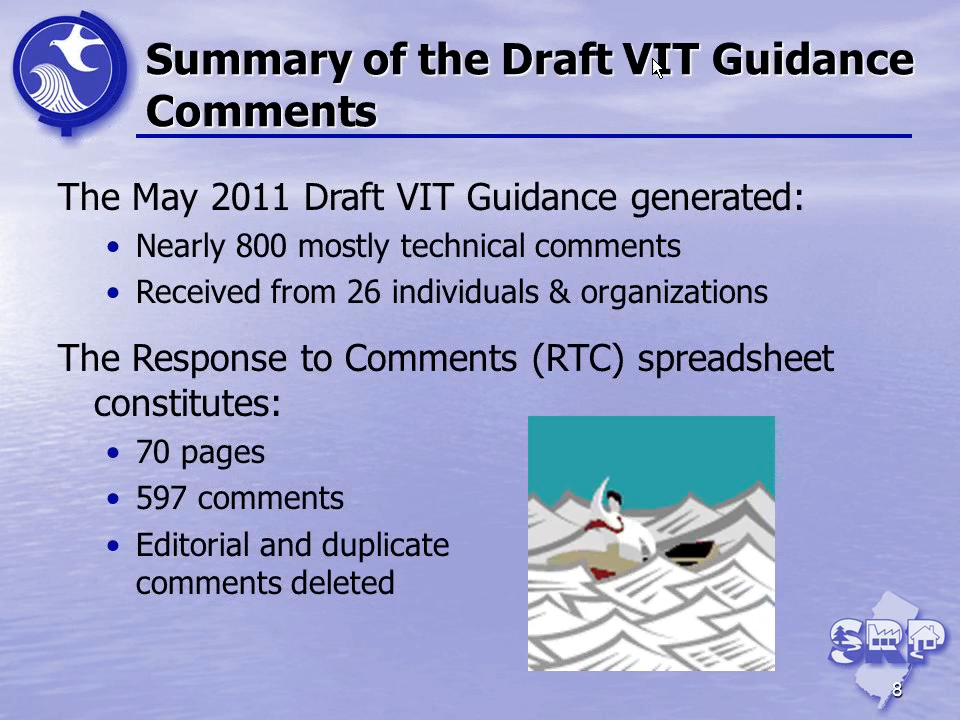 Summary of the Draft VIT Guidance
Comments
The May 2011 Draft VIT Guidance generated:
• Nearly 800 mostly technical comments
• Received from 26 individuals & organizations
The Response to Comments (RTC) spreadsheet
constitutes:
• 70 pages
• 597 comments
• Editorial and duplicate
comments deleted
SRP
8